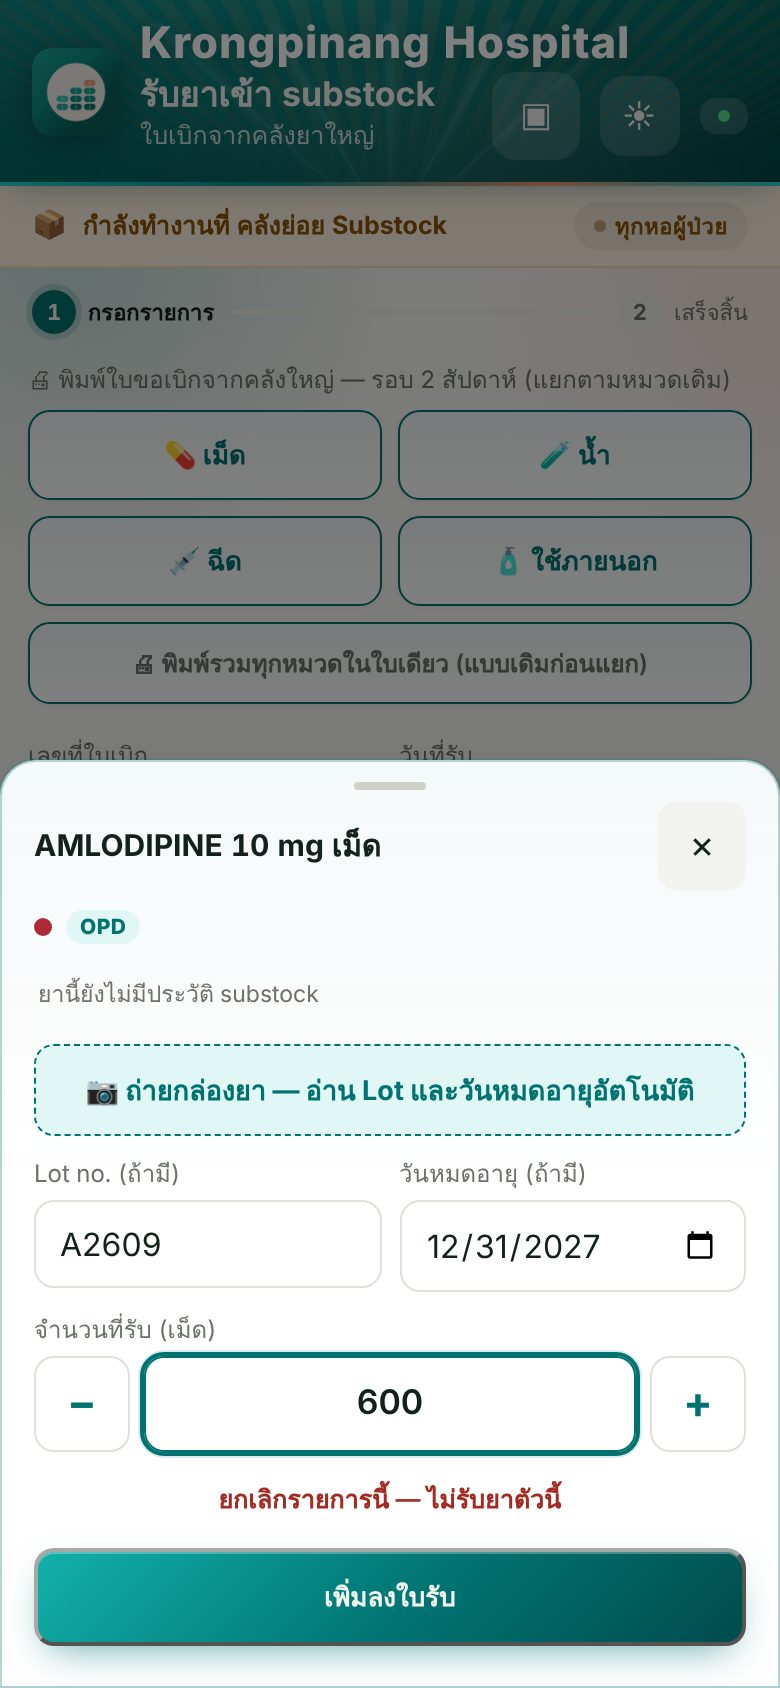 Krongpinang Hospital
รับยาเข้า substock
ใบเบิกจากคลังยาใหญ่
กำลังทำงานที่ คลังย่อย Substock
ทุกหอผู้ป่วย
1 กรอกรายการ
2 เสร็จสิ้น
พิมพ์ใบขอเบิกจากคลังใหญ่ — รอบ 2 สัปดาห์ (แยกตามหมวดเดิม)
เม็ด
น้ำ
ฉีด
ใช้ภายนอก
พิมพ์รวมทุกหมวดในใบเดียว (แบบเดิมก่อนแยก)
เลขที่ใบเบิก
วันที่รับ
AMLODIPINE 10 mg เม็ด
×
OPD
ยานี้ยังไม่มีประวัติ substock
ถ่ายกล่องยา — อ่าน Lot และวันหมดอายุอัตโนมัติ
Lot no. (ถ้ามี)
วันหมดอายุ (ถ้ามี)
A2609
12/31/2027
จำนวนที่รับ (เม็ด)
− 600 +
ยกเลิกรายการนี้ — ไม่รับยาตัวนี้
เพิ่มลงใบรับ